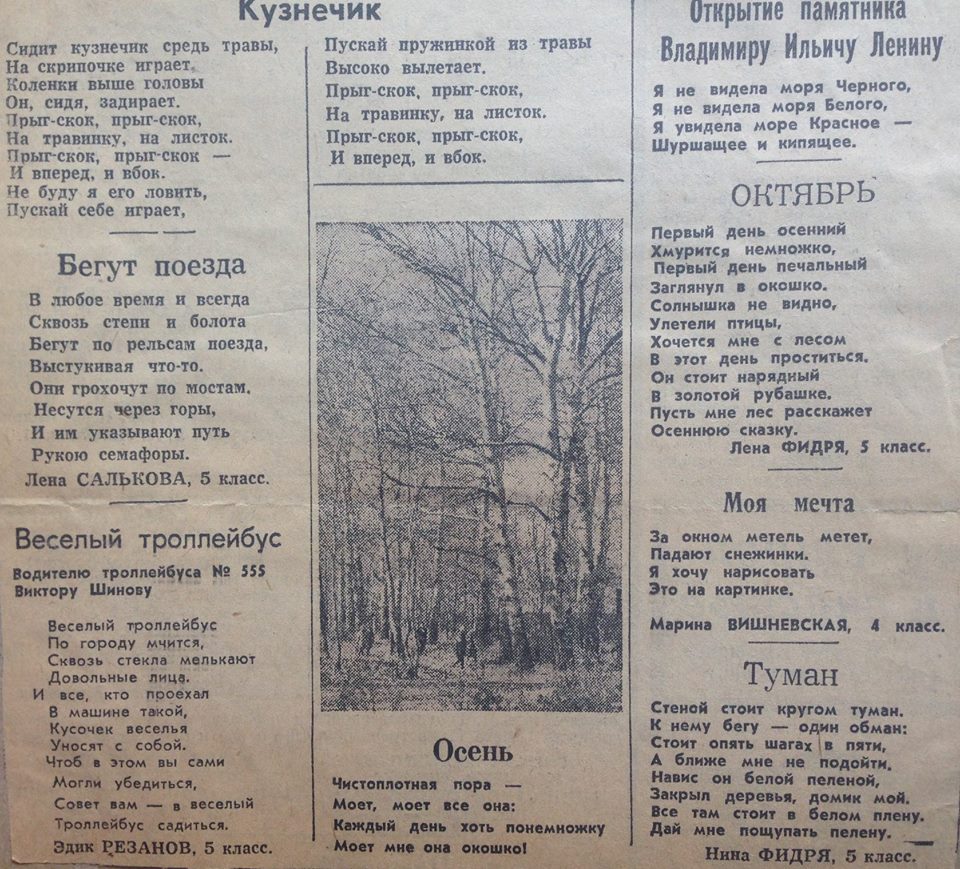 Кузнечик
Сидит кузнечик средь травы,
На скрипочке играет.
Коленки выше головы
Он, сидя, задирает.
Прыг-скок, прыг-скок,
На травинку, на листок.
Прыг-скок, прыг-скок —
И вперед, и вбок.
Не буду я его ловить,
Пускай себе играет,
Пускай пружинкой из травы
Высоко вылетает.
Прыг-скок, прыг-скок,
На травинку, на листок.
Прыг-скок, прыг-скок,
И вперед, и вбок.
Бегут поезда
В любое время и всегда
Сквозь степи и болота
Бегут по рельсам поезда,
Выстукивая что-то.
Они грохочут по мостам,
Несутся через горы,
И им указывают путь
Рукою семафоры.
Лена САЛЬКОВА, 5 класс.
Веселый троллейбус
Водителю троллейбуса № 555
Виктору Шинову
Веселый троллейбус
По городу мчится,
Сквозь стекла мелькают
Довольные лица.
И все, кто проехал
В машине такой,
Кусочек веселья
Уносят с собой.
Чтоб в этом вы сами
Могли убедиться,
Совет вам — в веселый
Троллейбус садиться.
Эдик РЕЗАНОВ, 5 класс.
Осень
Чистоплотная пора —
Моет, моет все она:
Каждый день хоть понемножку
Моет мне она окошко!
Открытие памятника
Владимиру Ильичу Ленину
Я не видела моря Черного,
Я не видела моря Белого,
Я увидела море Красное —
Шуршащее и кипящее.
ОКТЯБРЬ
Первый день осенний
Хмурится немножко,
Первый день печальный
Заглянул в окошко.
Солнышка не видно,
Улетели птицы,
Хочется мне с лесом
В этот день проститься.
Он стоит нарядный
В золотой рубашке.
Пусть мне лес расскажет
Осеннюю сказку.
Лена ФИДРЯ, 5 класс.
Моя мечта
За окном метель метет,
Падают снежинки.
Я хочу нарисовать
Это на картинке.
Марина ВИШНЕВСКАЯ, 4 класс.
Туман
Стеной стоит кругом туман.
К нему бегу — один обман:
Стоит опять шагах в пяти,
А ближе мне не подойти.
Навис он белой пеленой,
Закрыл деревья, домик мой.
Все там стоит в белом плену.
Дай мне пощупать пелену.
Нина ФИДРЯ, 5 класс.